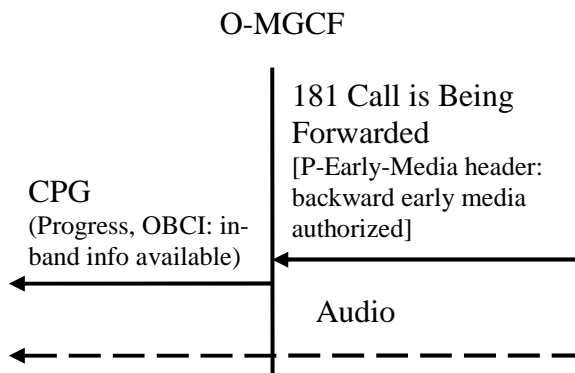 O-MGCF
181 Call is Being
Forwarded
[P-Early-Media header:
backward early media
authorized]
CPG
(Progress, OBCI: in-
band info available)
Audio